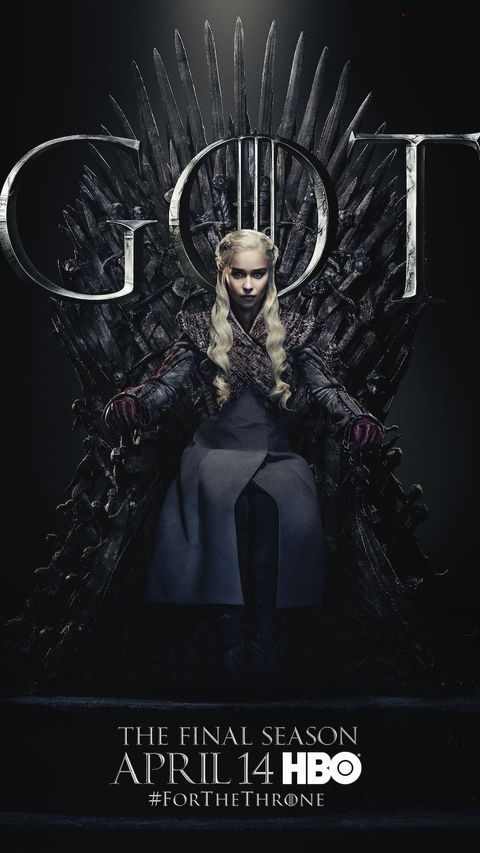 GOT
THE FINAL SEASON
APRIL 14 HBO
#FORTHETHRONE